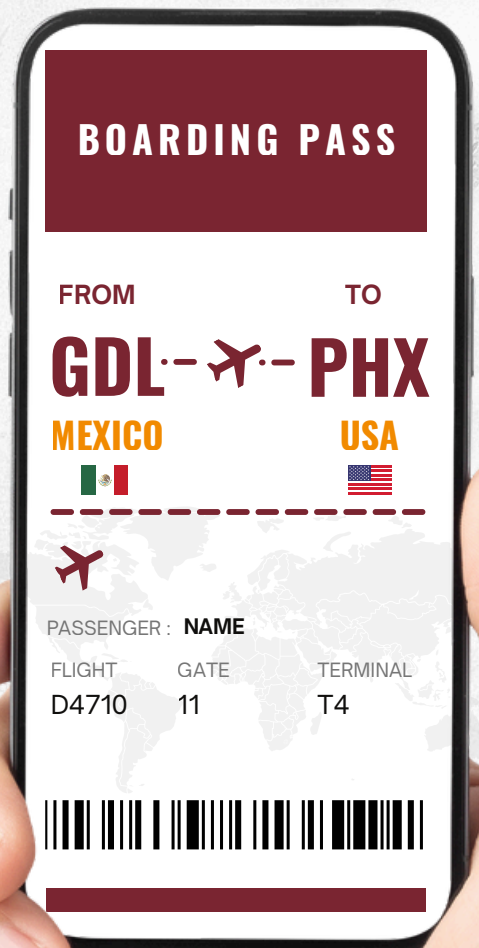 BOARDING PASS
FROM TO
GDL PHX
MEXICO USA
PASSENGER : NAME
FLIGHT GATE TERMINAL
D4710 11 T4